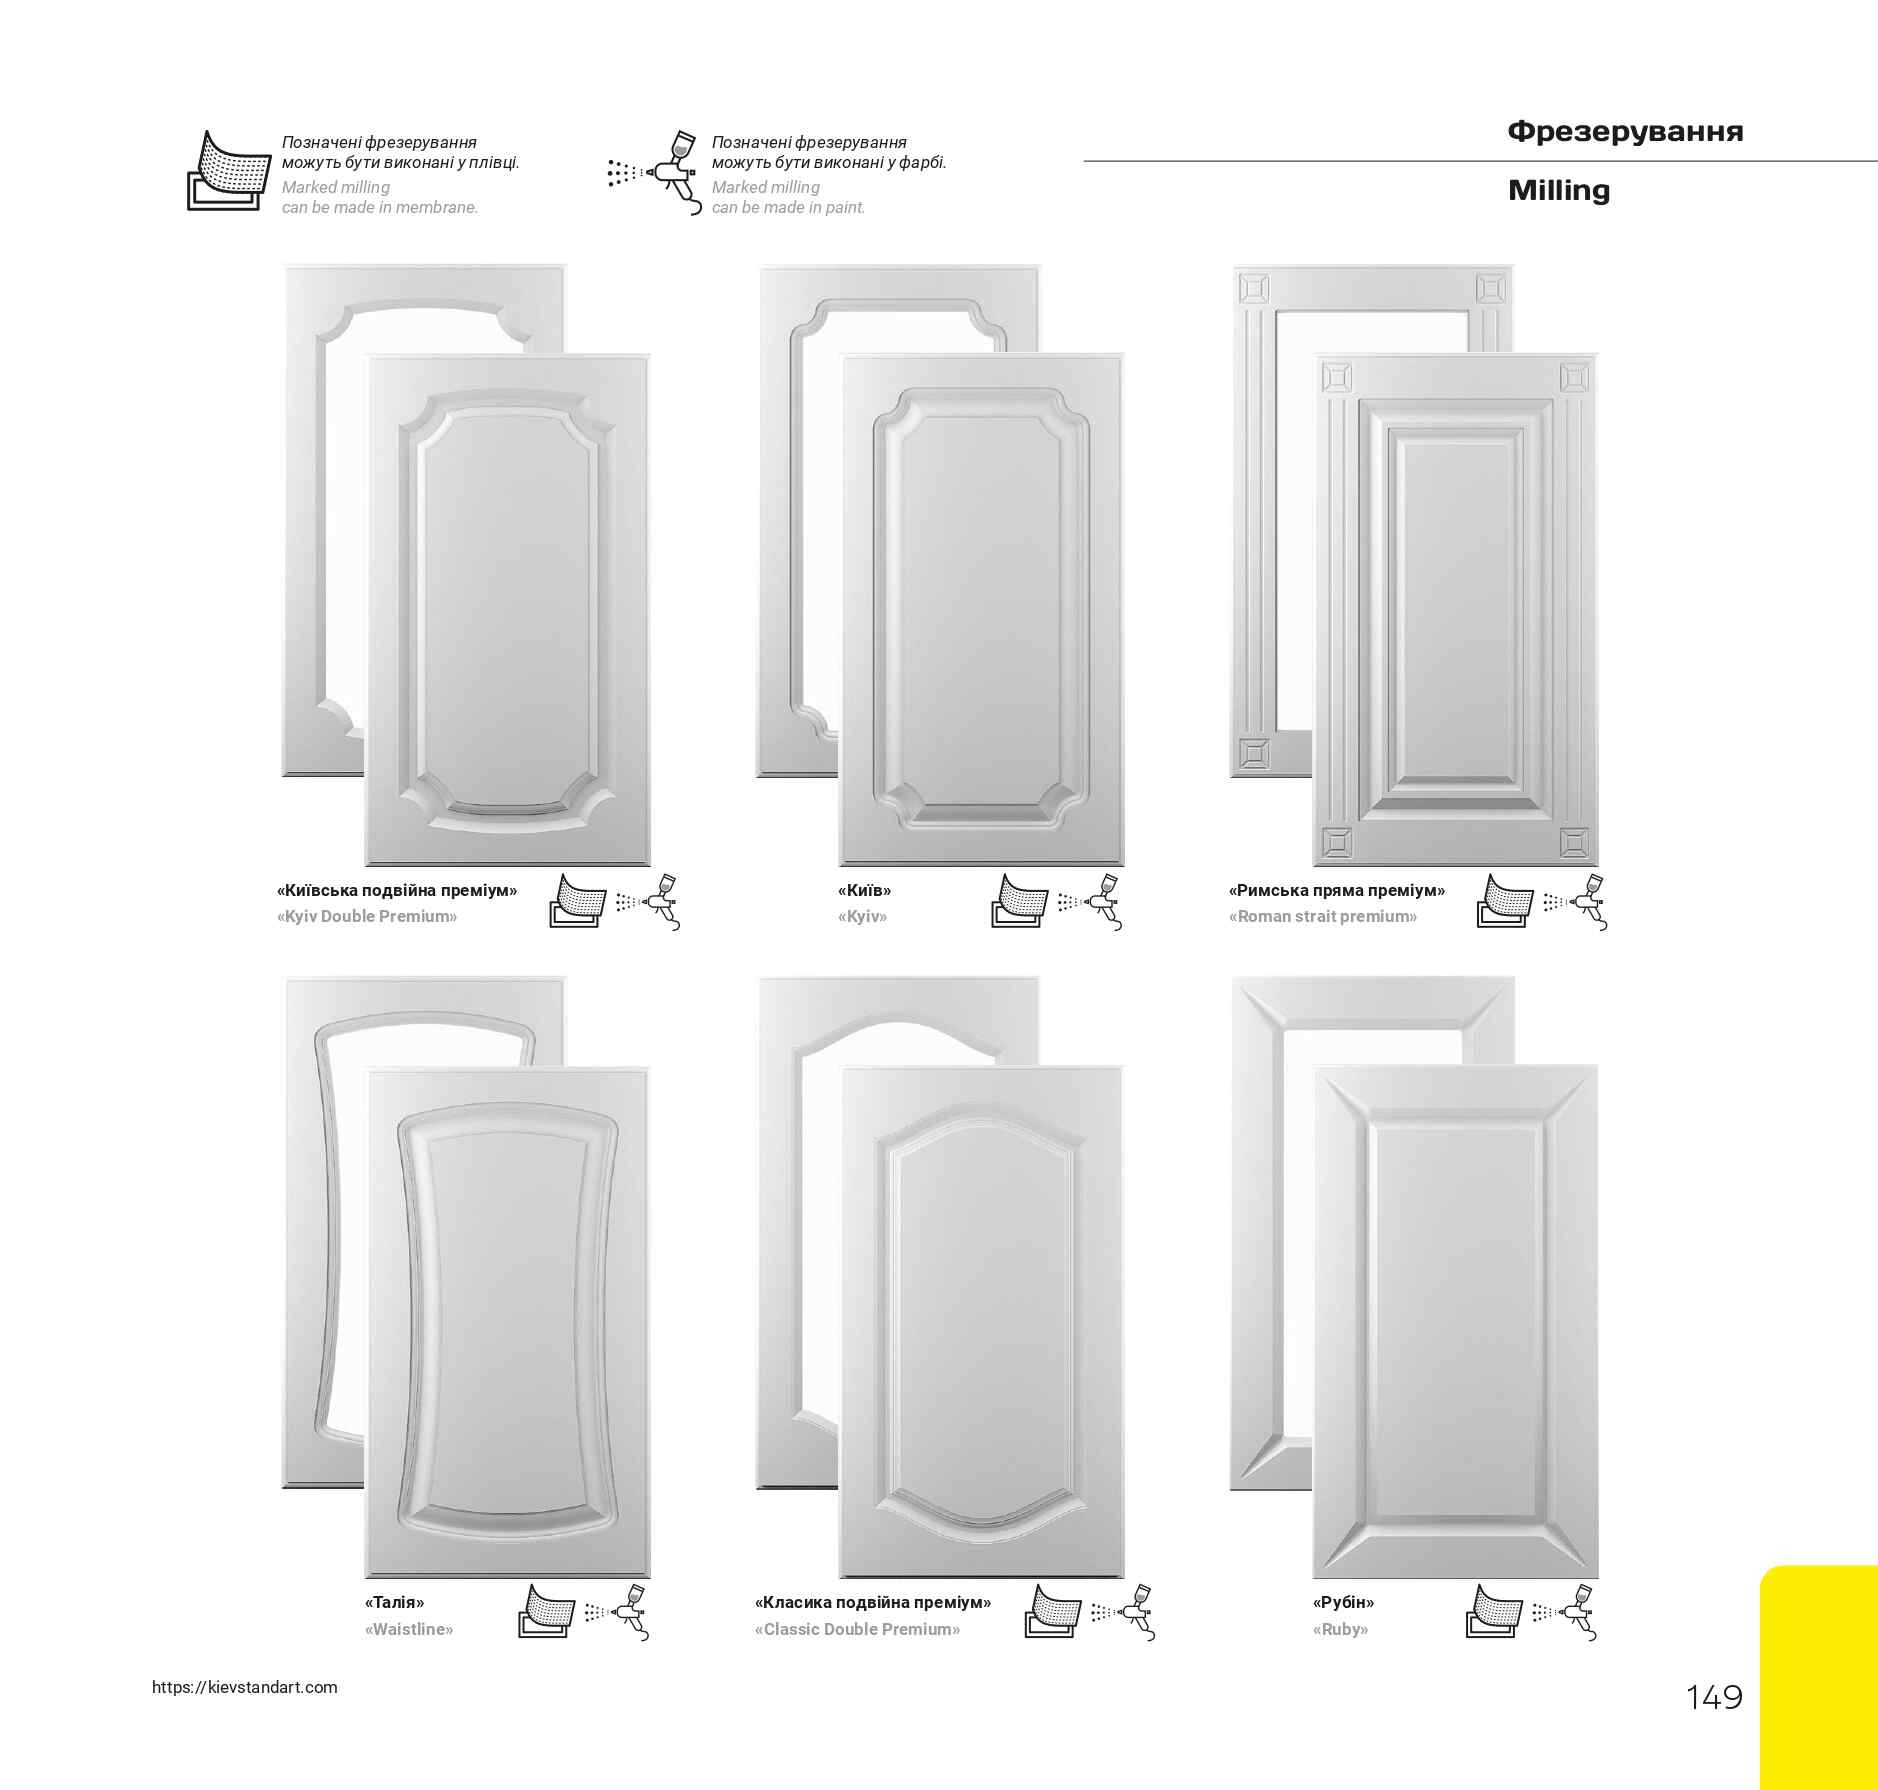 Позначені фрезерування
можуть бути виконані у плівці.
Marked milling
can be made in membrane.
Позначені фрезерування
можуть бути виконані у фарбі.
Marked milling
can be made in paint.
Фрезерування
Milling
«Київська подвійна преміум»
«Kyiv Double Premium»
«Київ»
«Kyiv»
«Римська пряма преміум»
«Roman strait premium»
«Талія»
«Waistline»
«Класика подвійна преміум»
«Classic Double Premium»
«Рубін»
«Ruby»
https://kievstandart.com
149